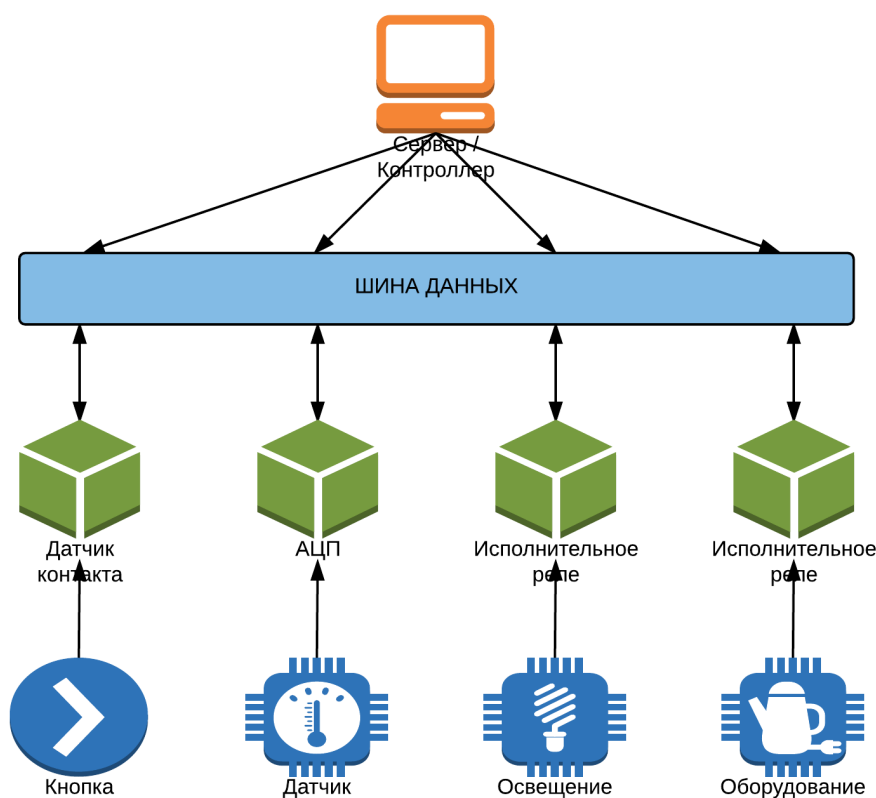 Сервер /
Контроллер
ШИНА ДАННЫХ
Датчик
контакта
АЦП
Исполнительное
реле
Исполнительное
реле
Кнопка
Датчик
Освещение
Оборудование